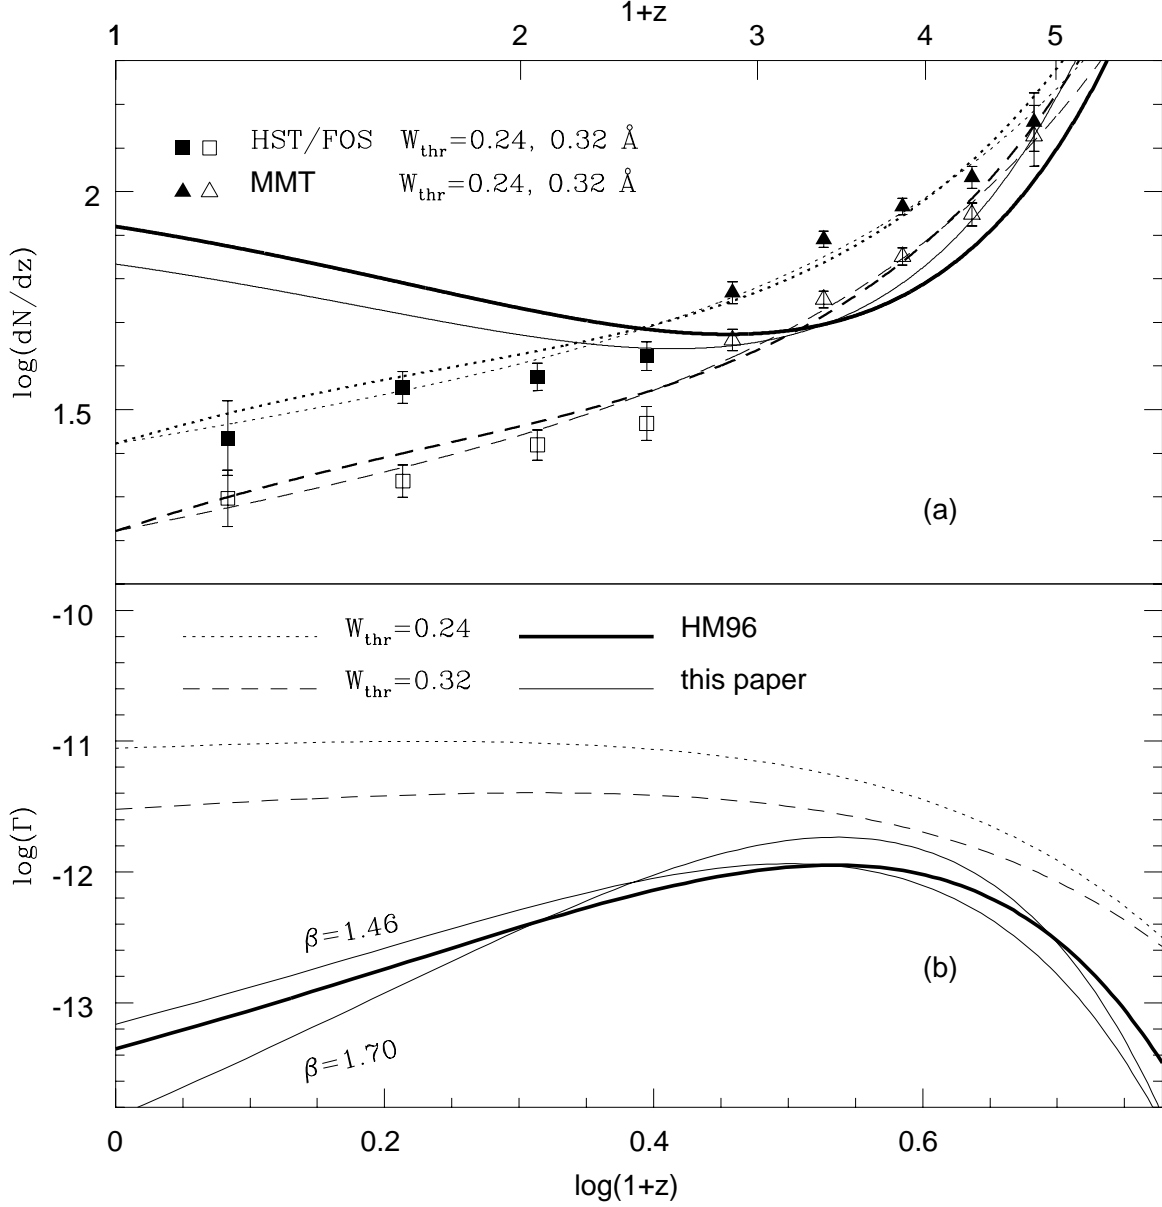 1+z
1 2 3 4 5
HST/FOS W_thr=0.24, 0.32 Å
MMT W_thr=0.24, 0.32 Å
2
1.5
log(dN/dz)
(a)
-10
-11
-12
-13
log(Γ)
W_thr=0.24 HM96
W_thr=0.32 this paper
β=1.46
β=1.70
(b)
0 0.2 0.4 0.6
log(1+z)